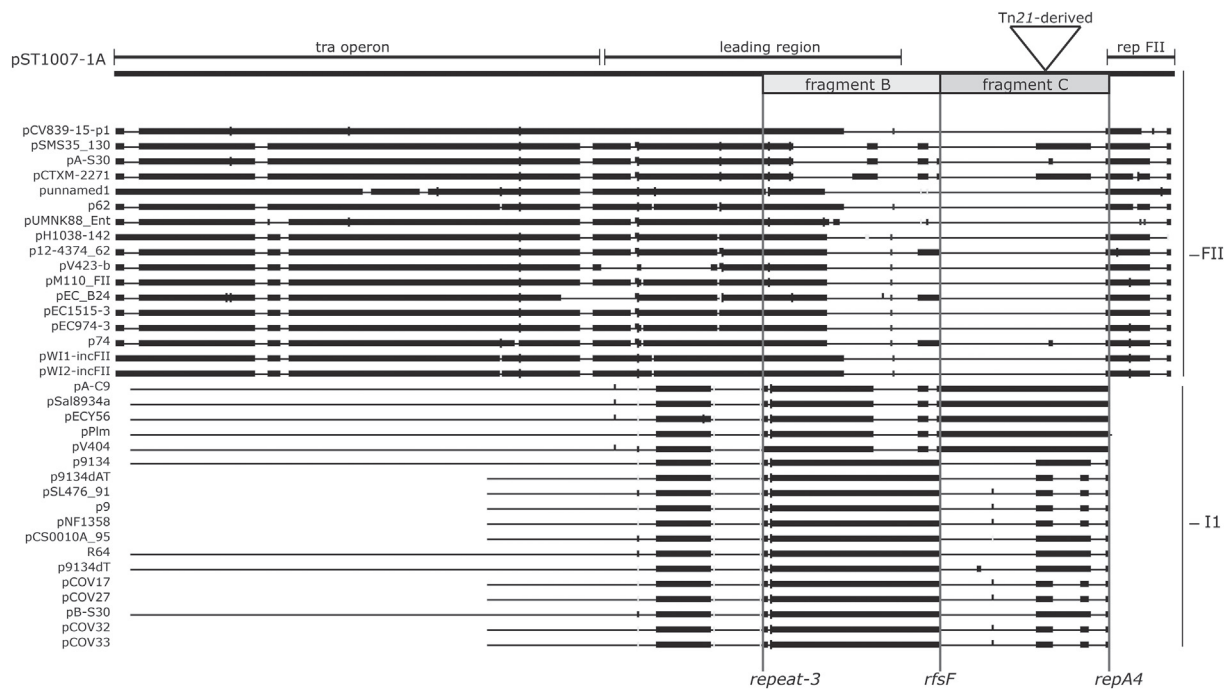 Tn21-derived
tra operon leading region rep FII
pST1007-1A
fragment B fragment C
pCV839-15-p1
pSMS35_130
pA-S30
pCTXM-2271
punnamed1
p62
pUMNK88_Ent
pH1038-142
p12-4374_62
–FII
pV423-b
pM110_FII
pEC_B24
pEC1515-3
pEC974-3
p74
pWI1-incFII
pWI2-incFII
pA-C9
pSal8934a
pECY56
pPlm
pV404
p9134
p9134dAT
pSL476_91
p9
–I1
pNF1358
pCS0010A_95
R64
p9134dT
pCOV17
pCOV27
pB-S30
pCOV32
pCOV33
repeat-3 rfsF repA4